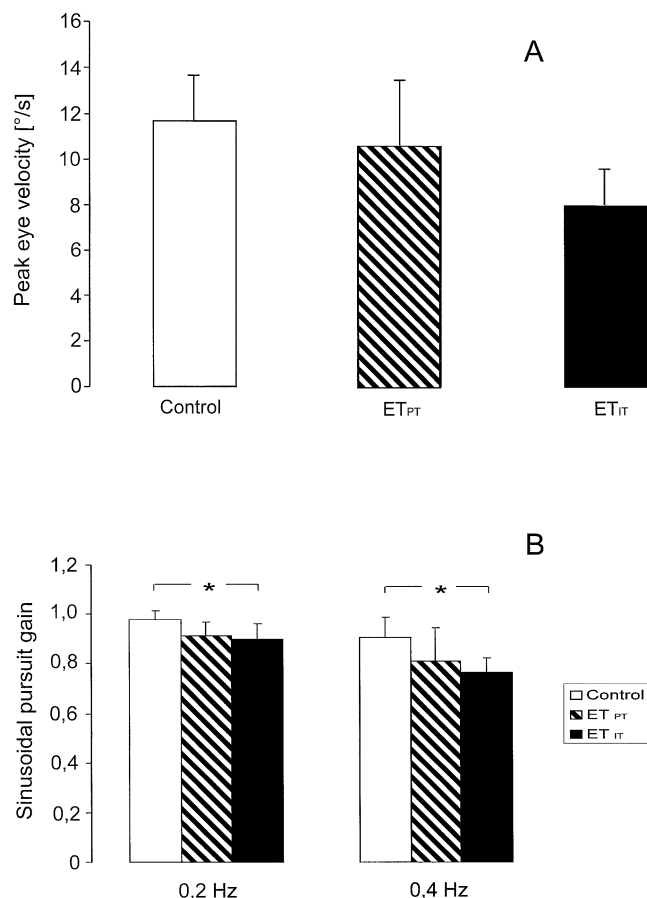 A
Peak eye velocity [°/s]
16
14
12
10
8
6
4
2
0
Control
ETPT
ETIT
B
Sinusoidal pursuit gain
1,2
1,0
0,8
0,6
0,4
0,2
0
*
*
0,2 Hz
0,4 Hz
Control
ET PT
ET IT